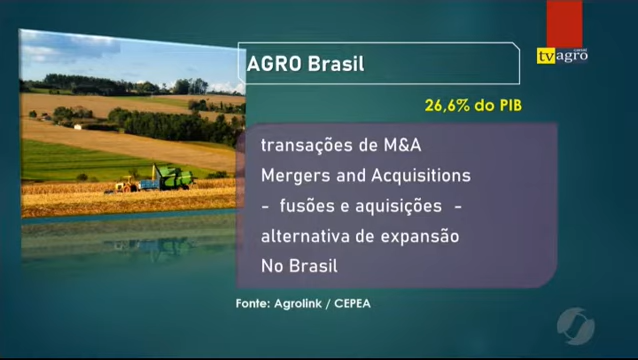 AGRO Brasil
canal
tvagro
26,6% do PIB
transações de M&A
Mergers and Acquisitions
- fusões e aquisições -
alternativa de expansão
No Brasil
Fonte: Agrolink / CEPEA